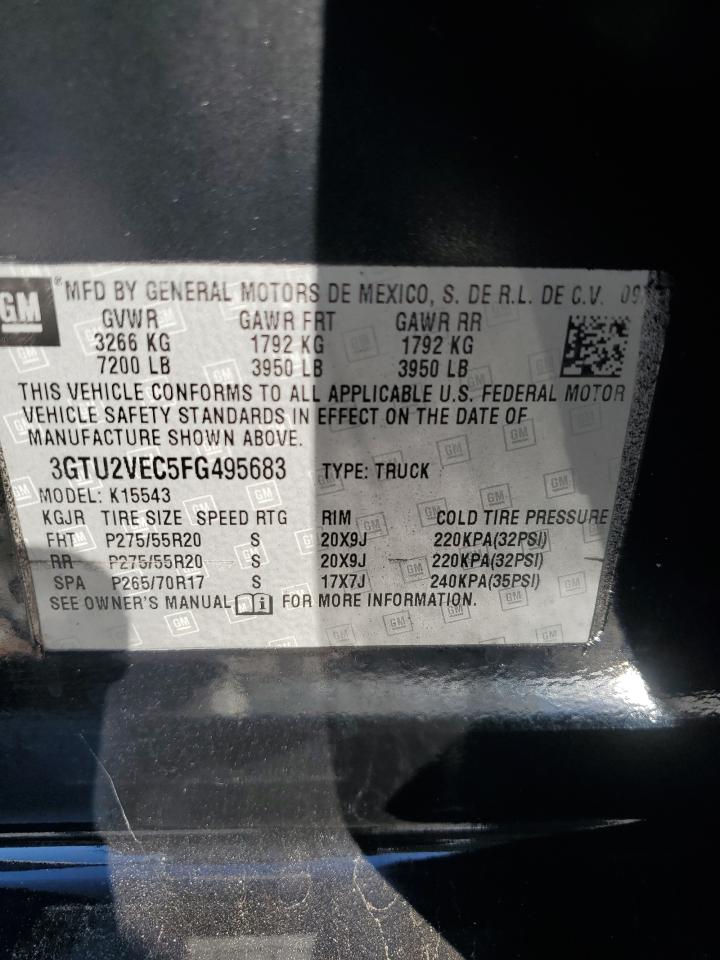 GM ® MFD BY GENERAL MOTORS DE MEXICO, S. DE R.L. DE C.V. 09
GVWR GAWR FRT GAWR RR
3266 KG 1792 KG 1792 KG
7200 LB 3950 LB 3950 LB
THIS VEHICLE CONFORMS TO ALL APPLICABLE U.S. FEDERAL MOTOR
VEHICLE SAFETY STANDARDS IN EFFECT ON THE DATE OF
MANUFACTURE SHOWN ABOVE.
3GTU2VEC5FG495683 TYPE: TRUCK
MODEL: K15543
KGJR TIRE SIZE SPEED RTG RIM COLD TIRE PRESSURE
FHT P275/55R20 S 20X9J 220KPA(32PSI)
RR P275/55R20 S 20X9J 220KPA(32PSI)
SPA P265/70R17 S 17X7J 240KPA(35PSI)
SEE OWNER'S MANUAL FOR MORE INFORMATION.